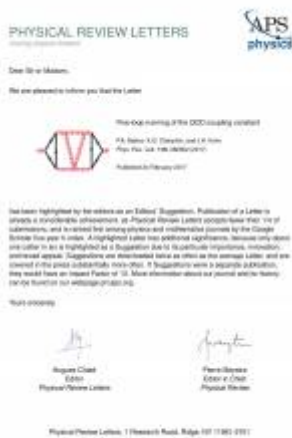 PHYSICAL REVIEW LETTERS
APS
physics
Dear Sir or Madam,
We are pleased to inform you that the Letter
Five-loop running of the QCD coupling constant
P.A. Baikov, K.G. Chetyrkin, and J.H. Kühn
Phys. Rev. Lett. 118, 082002 (2017)
Published 24 February 2017
has been highlighted by the editors as an Editors' Suggestion. Publication of a Letter is
already a considerable achievement, as Physical Review Letters accepts fewer than 1/4 of
submissions, and is ranked first among physics and mathematics journals by the Google
Scholar five-year h-index. A highlighted Letter has additional significance, because only about
one Letter in six is highlighted as a Suggestion due to its particular importance, innovation,
and broad appeal. Suggestions are downloaded twice as often as the average Letter, and are
covered in the press substantially more often. If Suggestions were a separate publication,
they would have an Impact Factor of 13. More information about our journal and its history
can be found on our webpage prl.aps.org.
Yours sincerely,
Hugues Chaté
Editor
Physical Review Letters
Pierre Meystre
Editor in Chief
Physical Review
Physical Review Letters, 1 Research Road, Ridge, NY 11961-2701